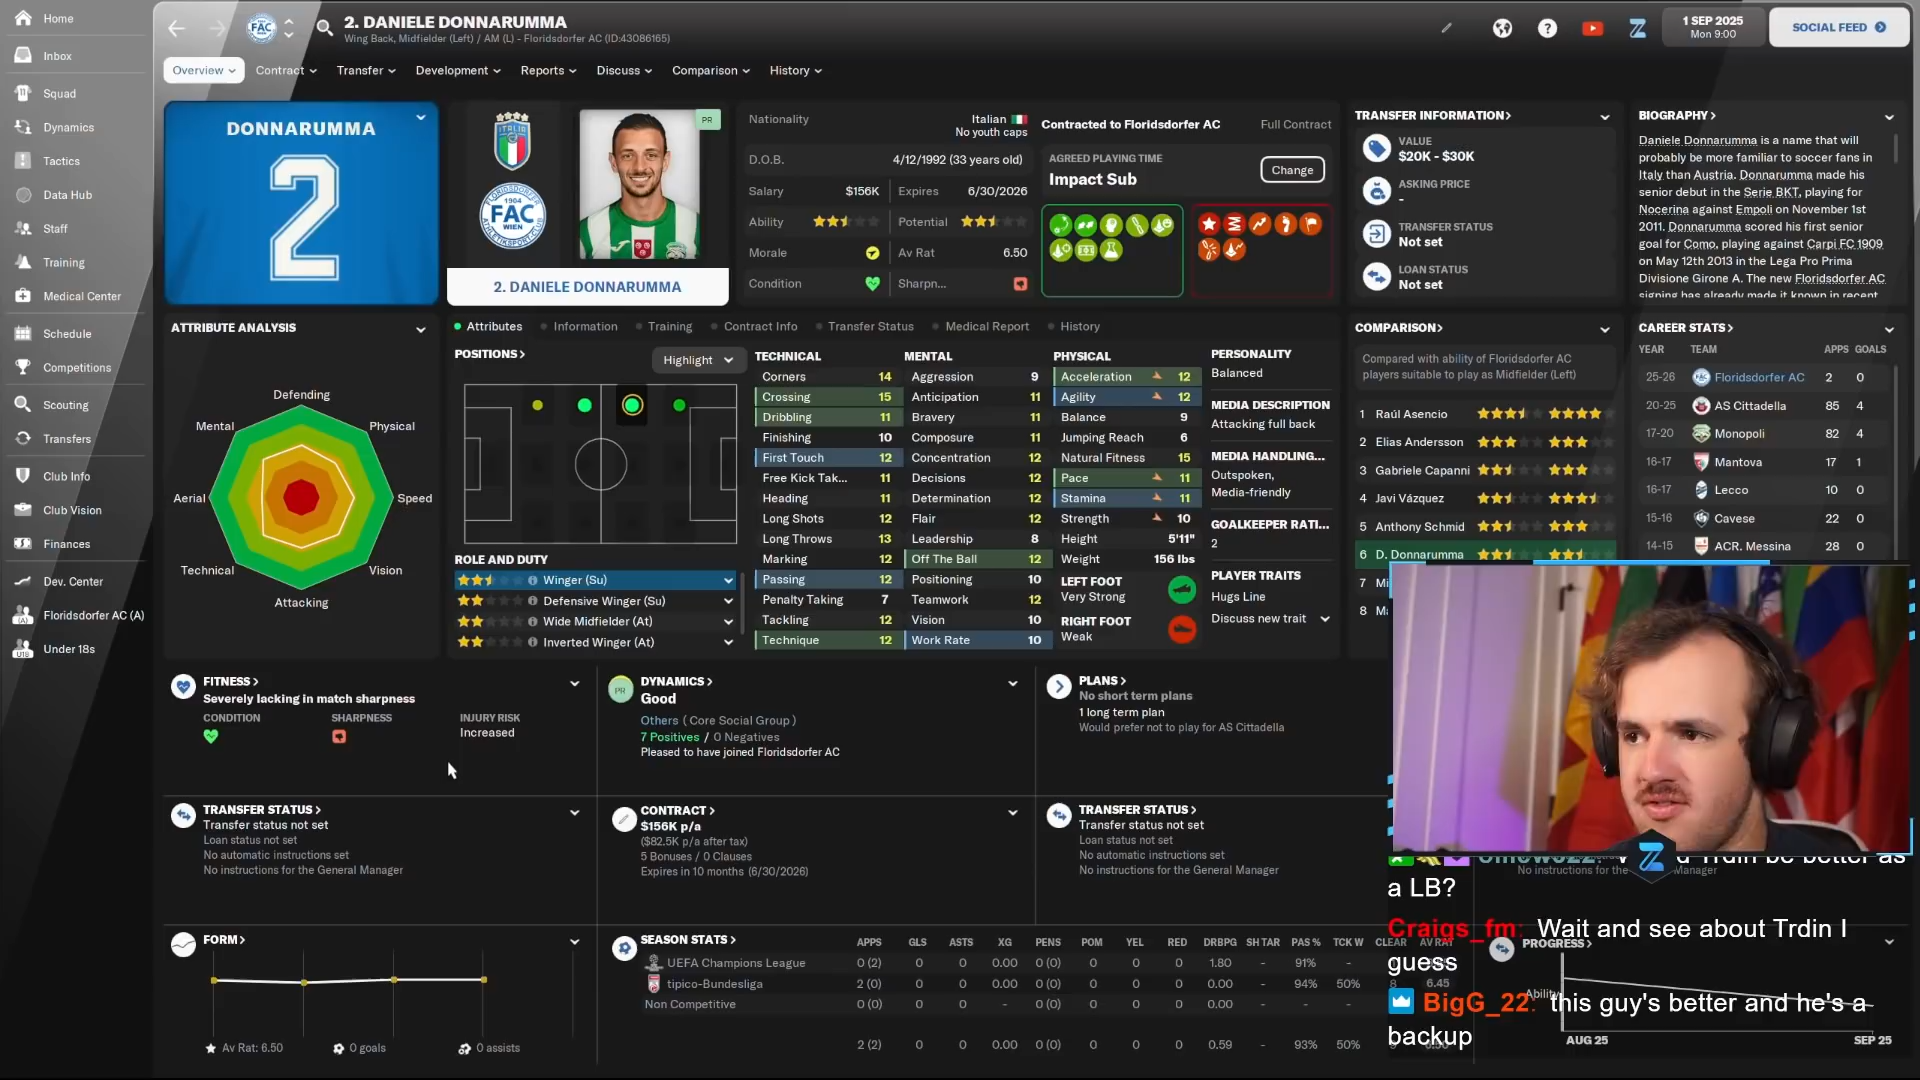 Home
Inbox
Squad
Dynamics
Tactics
Data Hub
Staff
Training
Medical Center
Schedule
Competitions
Scouting
Transfers
Club Info
Club Vision
Finances
Dev. Center
Floridsdorfer AC (A)
Under 18s
2. DANIELE DONNARUMMA
Wing Back, Midfielder (Left) / AM (L) - Floridsdorfer AC (ID:43086165)
1 SEP 2025
Mon 9:00
SOCIAL FEED
Overview
Contract
Transfer
Development
Reports
Discuss
Comparison
History
DONNARUMMA
2
ITALIA
FLORIDSDORFER
1904
FAC
WIEN
PR
2. DANIELE DONNARUMMA
Nationality Italian
No youth caps
D.O.B. 4/12/1992 (33 years old)
Salary $156K Expires 6/30/2026
Ability Potential
Morale Av Rat 6.50
Condition Sharpn...
Contracted to Floridsdorfer AC Full Contract
AGREED PLAYING TIME
Impact Sub
Change
TRANSFER INFORMATION>
VALUE
$20K - $30K
ASKING PRICE
-
TRANSFER STATUS
Not set
LOAN STATUS
Not set
BIOGRAPHY>
Daniele Donnarumma is a name that will
probably be more familiar to soccer fans in
Italy than Austria. Donnarumma made his
senior debut in the Serie BKT, playing for
Nocerina against Empoli on November 1st
2011. Donnarumma scored his first senior
goal for Como, playing against Carpi FC 1909
on May 12th 2013 in the Lega Pro Prima
Divisione Girone A. The new Floridsdorfer AC
signing has already made it known in recent
ATTRIBUTE ANALYSIS
Defending
Mental
Physical
Aerial
Speed
Technical
Vision
Attacking
Attributes
Information
Training
Contract Info
Transfer Status
Medical Report
History
POSITIONS>
Highlight
ROLE AND DUTY
Winger (Su)
Defensive Winger (Su)
Wide Midfielder (At)
Inverted Winger (At)
TECHNICAL
Corners 14
Crossing 15
Dribbling 11
Finishing 10
First Touch 12
Free Kick Tak... 11
Heading 11
Long Shots 12
Long Throws 13
Marking 12
Passing 12
Penalty Taking 7
Tackling 12
Technique 12
MENTAL
Aggression 9
Anticipation 11
Bravery 11
Composure 11
Concentration 12
Decisions 12
Determination 12
Flair 12
Leadership 8
Off The Ball 12
Positioning 10
Teamwork 12
Vision 10
Work Rate 10
PHYSICAL
Acceleration 12
Agility 12
Balance 9
Jumping Reach 6
Natural Fitness 15
Pace 11
Stamina 11
Strength 10
Height 5'11"
Weight 156 lbs
LEFT FOOT
Very Strong
RIGHT FOOT
Weak
PERSONALITY
Balanced
MEDIA DESCRIPTION
Attacking full back
MEDIA HANDLING...
Outspoken,
Media-friendly
GOALKEEPER RATI...
2
PLAYER TRAITS
Hugs Line
Discuss new trait
COMPARISON>
Compared with ability of Floridsdorfer AC
players suitable to play as Midfielder (Left)
1 Raúl Asencio
2 Elias Andersson
3 Gabriele Capanni
4 Javi Vázquez
5 Anthony Schmid
6 D. Donnarumma
7 Mi
8 Ma
CAREER STATS>
YEAR TEAM APPS GOALS
25-26 Floridsdorfer AC 2 0
20-25 AS Cittadella 85 4
17-20 Monopoli 82 4
16-17 Mantova 17 1
16-17 Lecco 10 0
15-16 Cavese 22 0
14-15 ACR. Messina 28 0
FITNESS>
Severely lacking in match sharpness
CONDITION
SHARPNESS
INJURY RISK
Increased
PR
DYNAMICS>
Good
Others ( Core Social Group )
7 Positives / 0 Negatives
Pleased to have joined Floridsdorfer AC
PLANS>
No short term plans
1 long term plan
Would prefer not to play for AS Cittadella
TRANSFER STATUS>
Transfer status not set
Loan status not set
No automatic instructions set
No instructions for the General Manager
CONTRACT>
$156K p/a
($82.5K p/a after tax)
5 Bonuses / 0 Clauses
Expires in 10 months (6/30/2026)
TRANSFER STATUS>
Transfer status not set
Loan status not set
No automatic instructions set
No instructions for the General Manager
No instructions for the Manager
FORM>
Av Rat: 6.50
0 goals
0 assists
SEASON STATS> APPS GLS ASTS XG PENS POM YEL RED DRBPG SH TAR PAS % TCK W CLEAR AV RAT
UEFA Champions League 0 (2) 0 0 0.00 0 (0) 0 0 0 1.80 - 91% -
tipico-Bundesliga 2 (0) 0 0 0.00 0 (0) 0 0 0 0.00 - 94% 50% 8 6.45
Non Competitive 0 (0) 0 0 - 0 (0) 0 0 0 0.00 - - -
2 (2) 0 0 0.00 0 (0) 0 0 0 0.59 - 93% 50%
PROGRESS>
Ability
AUG 25
SEP 25
Trdin be better as
a LB?
Craigs_fm: Wait and see about Trdin I
guess
BigG_22: this guy's better and he's a
backup